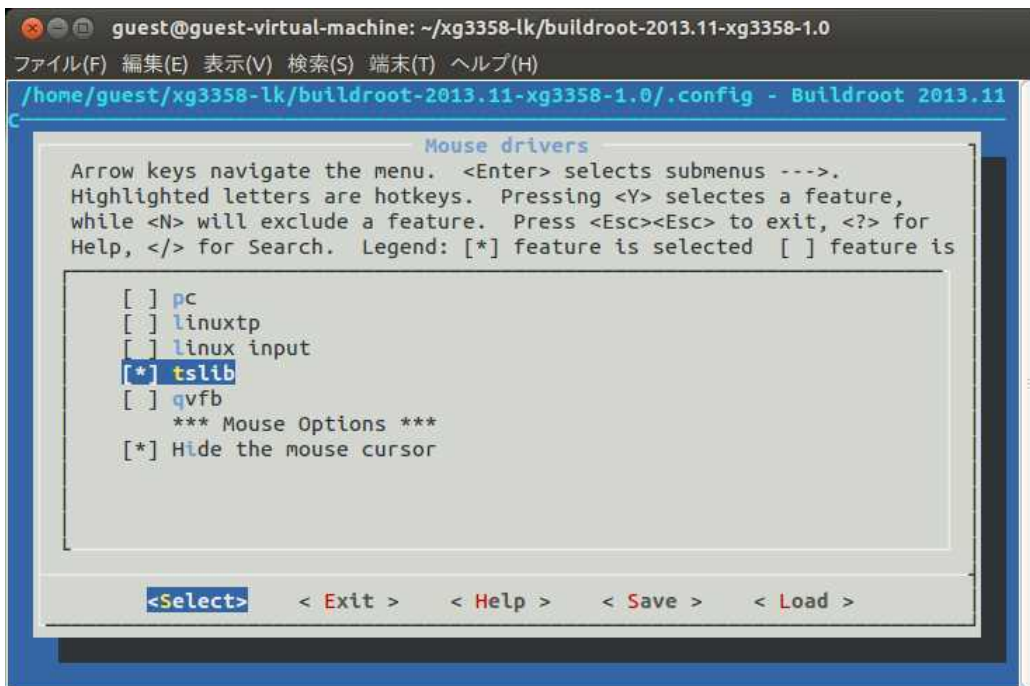 guest@guest-virtual-machine: ~/xg3358-lk/buildroot-2013.11-xg3358-1.0
ファイル(F) 編集(E) 表示(V) 検索(S) 端末(T) ヘルプ(H)
/home/guest/xg3358-lk/buildroot-2013.11-xg3358-1.0/.config - Buildroot 2013.11
C
Mouse drivers
Arrow keys navigate the menu.  <Enter> selects submenus --->.
Highlighted letters are hotkeys.  Pressing <Y> selectes a feature,
while <N> will exclude a feature.  Press <Esc><Esc> to exit, <?> for
Help, </> for Search.  Legend: [*] feature is selected  [ ] feature is
[ ] pc
[ ] linuxtp
[ ] linux input
[*] tslib
[ ] qvfb
*** Mouse Options ***
[*] Hide the mouse cursor
<Select>    < Exit >    < Help >    < Save >    < Load >